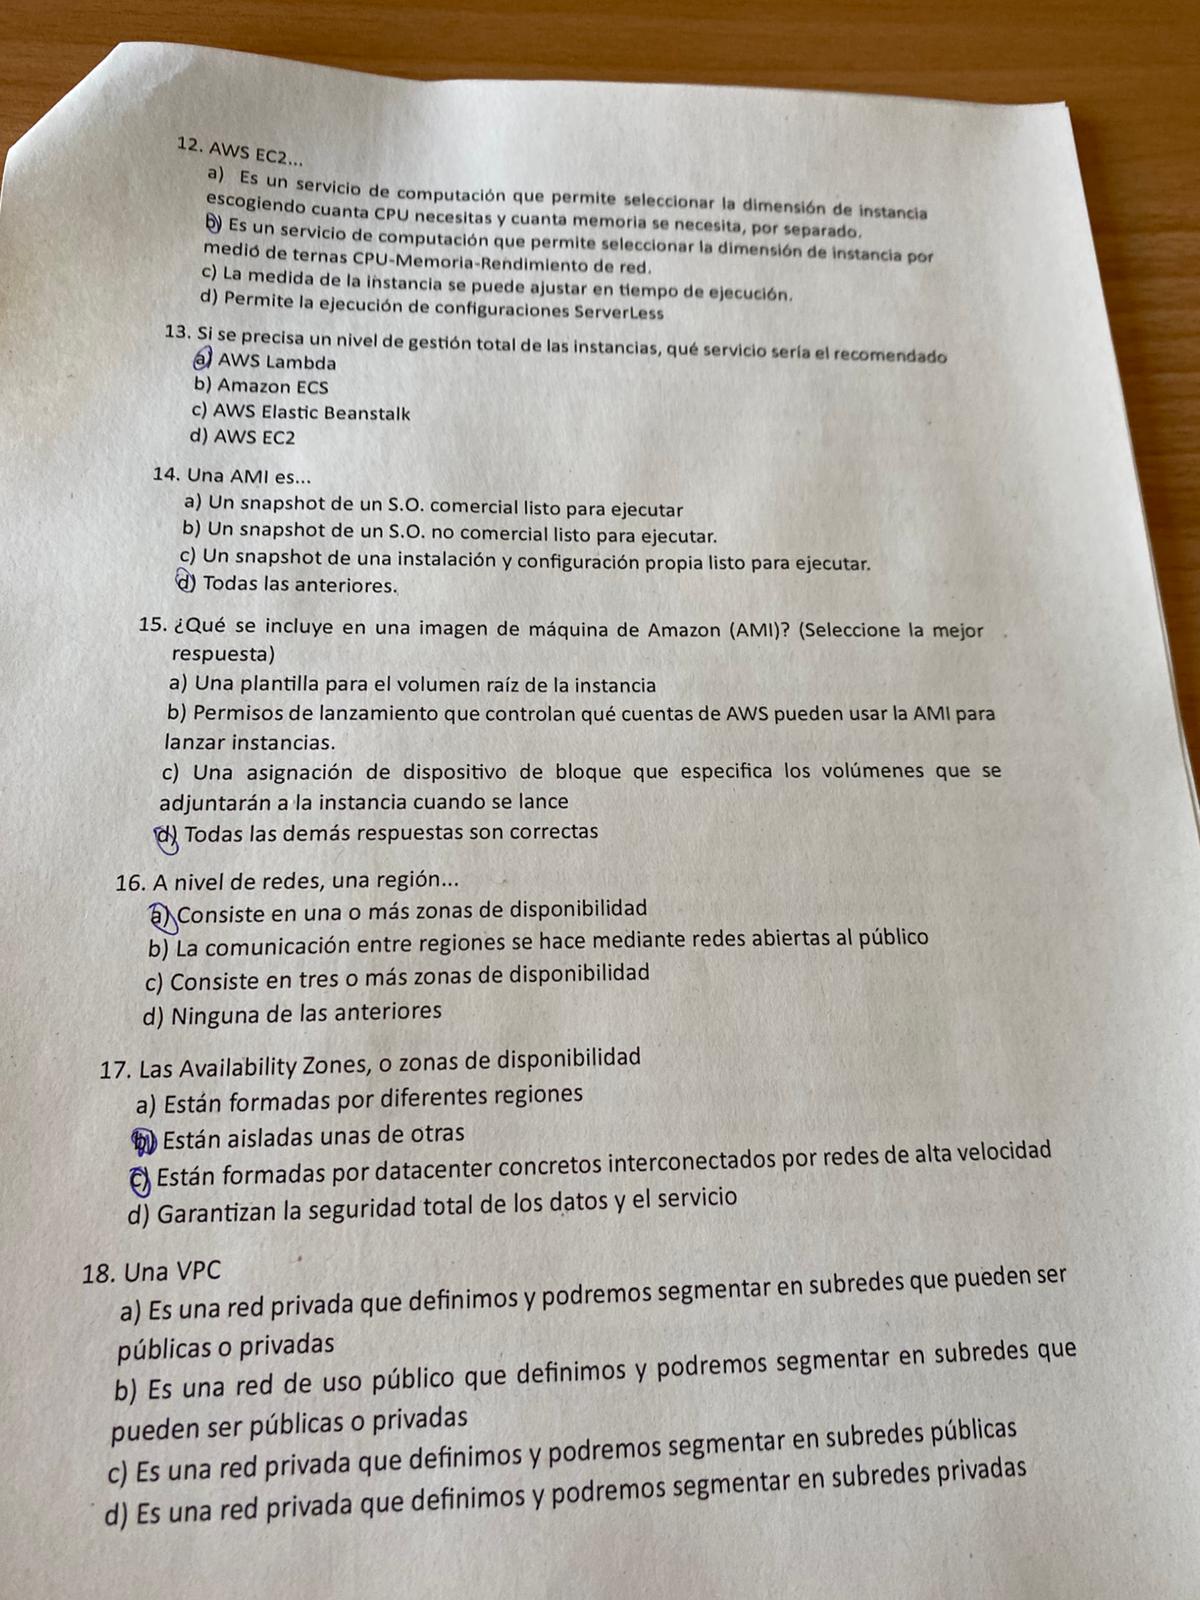 12. AWS EC2...
a) Es un servicio de computación que permite seleccionar la dimensión de instancia
escogiendo cuanta CPU necesitas y cuanta memoria se necesita, por separado.
b) Es un servicio de computación que permite seleccionar la dimensión de instancia por
medio de ternas CPU-Memoria-Rendimiento de red.
c) La medida de la instancia se puede ajustar en tiempo de ejecución.
d) Permite la ejecución de configuraciones ServerLess
13. Si se precisa un nivel de gestión total de las instancias, qué servicio sería el recomendado
a) AWS Lambda
b) Amazon ECS
c) AWS Elastic Beanstalk
d) AWS EC2
14. Una AMI es...
a) Un snapshot de un S.O. comercial listo para ejecutar
b) Un snapshot de un S.O. no comercial listo para ejecutar.
c) Un snapshot de una instalación y configuración propia listo para ejecutar.
d) Todas las anteriores.
15. ¿Qué se incluye en una imagen de máquina de Amazon (AMI)? (Seleccione la mejor
respuesta)
a) Una plantilla para el volumen raíz de la instancia
b) Permisos de lanzamiento que controlan qué cuentas de AWS pueden usar la AMI para
lanzar instancias.
c) Una asignación de dispositivo de bloque que especifica los volúmenes que se
adjuntarán a la instancia cuando se lance
d) Todas las demás respuestas son correctas
16. A nivel de redes, una región...
a) Consiste en una o más zonas de disponibilidad
b) La comunicación entre regiones se hace mediante redes abiertas al público
c) Consiste en tres o más zonas de disponibilidad
d) Ninguna de las anteriores
17. Las Availability Zones, o zonas de disponibilidad
a) Están formadas por diferentes regiones
b) Están aisladas unas de otras
c) Están formadas por datacenter concretos interconectados por redes de alta velocidad
d) Garantizan la seguridad total de los datos y el servicio
18. Una VPC
a) Es una red privada que definimos y podremos segmentar en subredes que pueden ser
públicas o privadas
b) Es una red de uso público que definimos y podremos segmentar en subredes que
pueden ser públicas o privadas
c) Es una red privada que definimos y podremos segmentar en subredes públicas
d) Es una red privada que definimos y podremos segmentar en subredes privadas